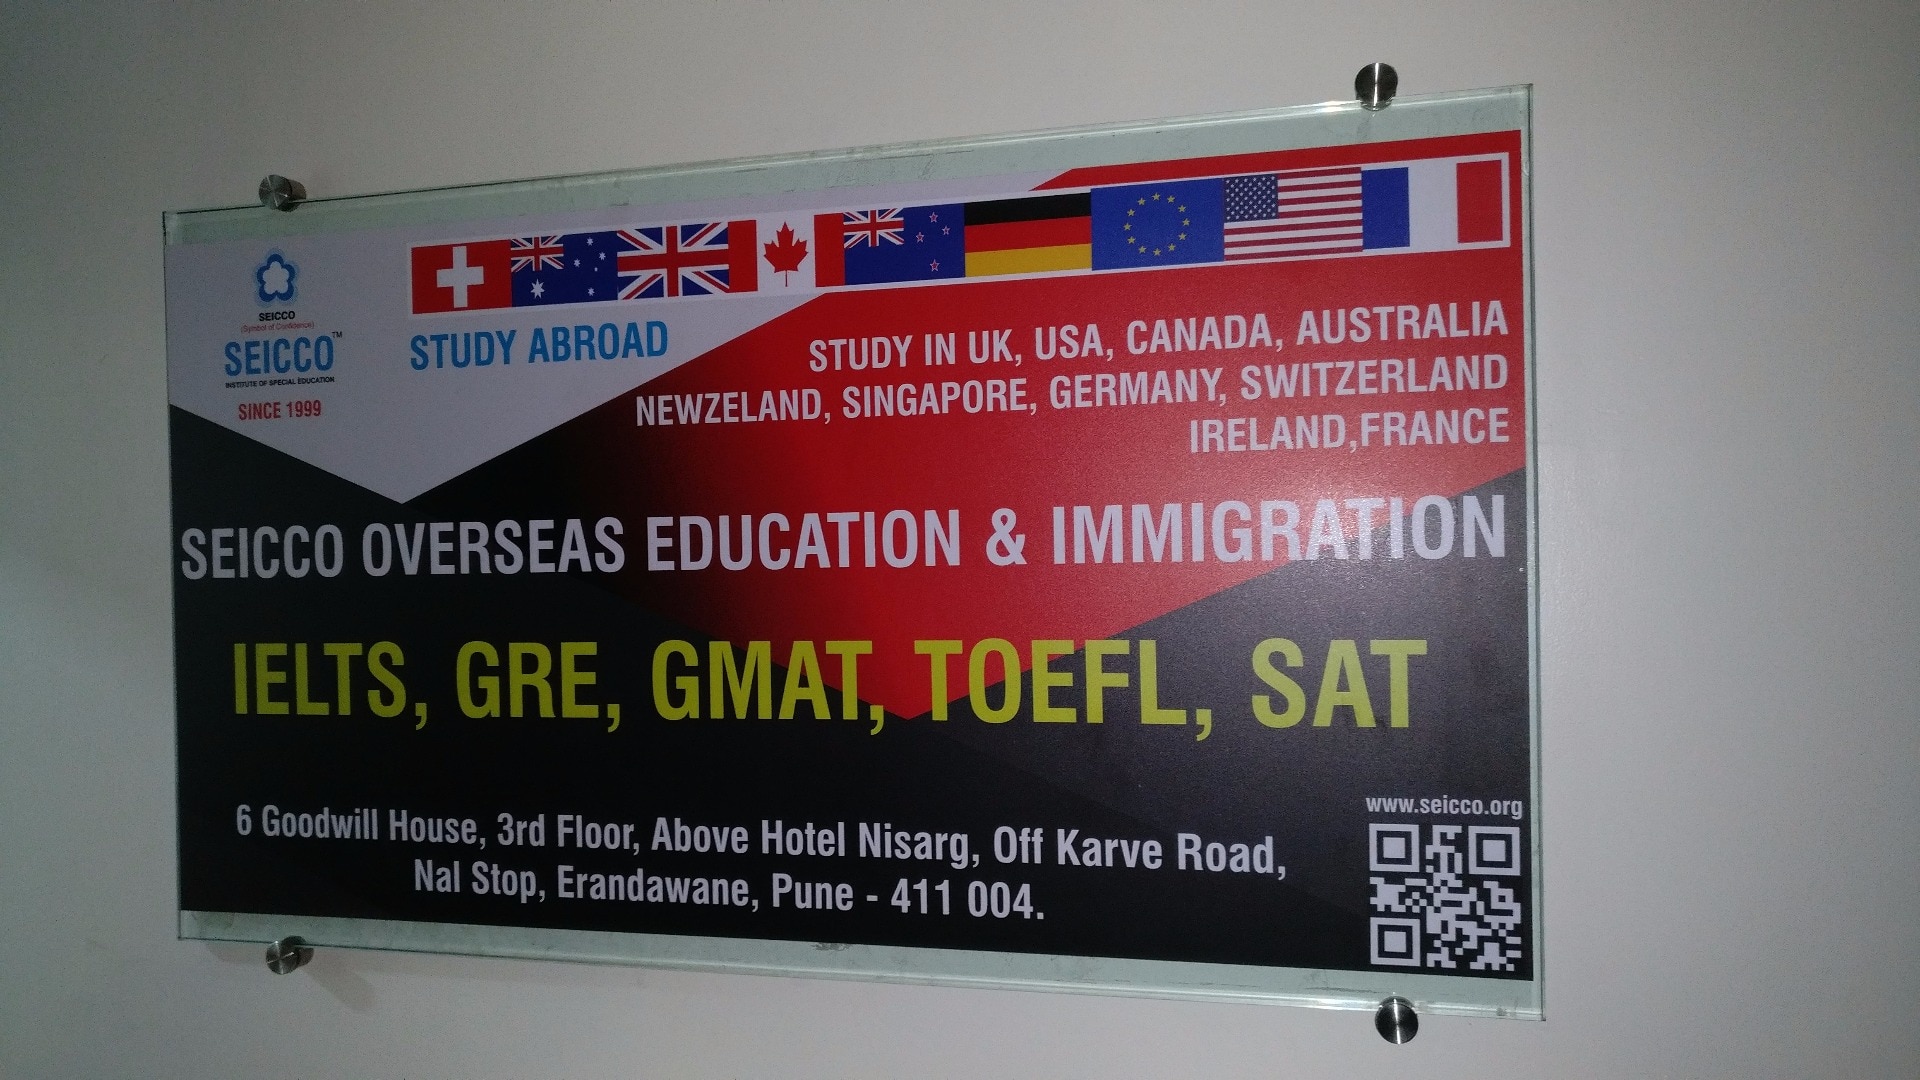 SEICCO
(Symbol of Confidence)
SEICCO™
INSTITUTE OF SPECIAL EDUCATION
SINCE 1999
STUDY ABROAD
STUDY IN UK, USA, CANADA, AUSTRALIA
NEWZELAND, SINGAPORE, GERMANY, SWITZERLAND
IRELAND,FRANCE
SEICCO OVERSEAS EDUCATION & IMMIGRATION
IELTS, GRE, GMAT, TOEFL, SAT
6 Goodwill House, 3rd Floor, Above Hotel Nisarg, Off Karve Road,
Nal Stop, Erandawane, Pune - 411 004.
www.seicco.org